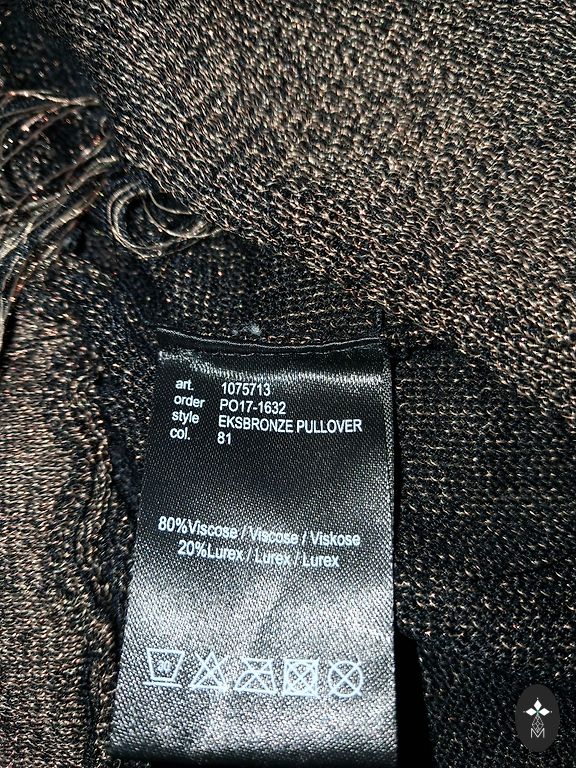 art. 1075713
order PO17-1632
style EKSBRONZE PULLOVER
col. 81
80%Viscose / Viscose / Viskose
20%Lurex / Lurex / Lurex
M